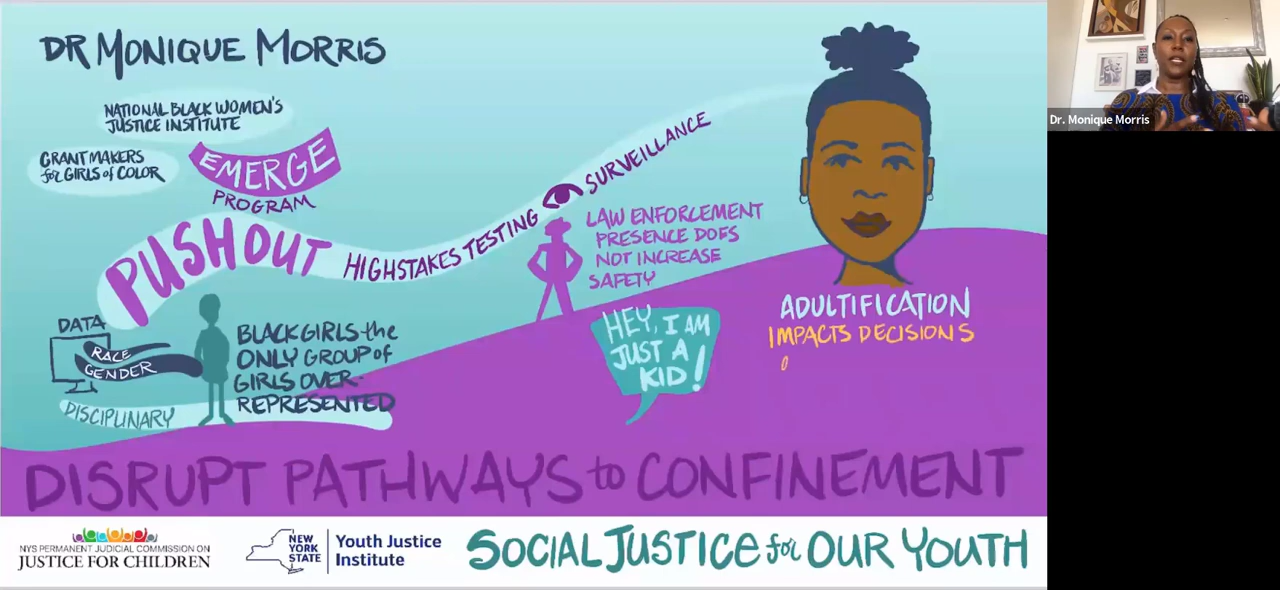 DR MONIQUE MORRIS
NATIONAL BLACK WOMEN'S
JUSTICE INSTITUTE
GRANTMAKERS
for GIRLS of COLOR
EMERGE
PROGRAM
PUSHOUT
HIGHSTAKES TESTING
SURVEILLANCE
LAW ENFORCEMENT
PRESENCE DOES
NOT INCREASE
SAFETY
DATA
RACE
GENDER
DISCIPLINARY
BLACK GIRLS the
ONLY GROUP of
GIRLS OVER-
REPRESENTED
HEY, I AM
JUST A
KID!
ADULTIFICATION
IMPACTS DECISIONS
DISRUPT PATHWAYS to CONFINEMENT
NYS PERMANENT JUDICIAL COMMISSION ON
JUSTICE FOR CHILDREN
NEW
YORK
STATE
Youth Justice
Institute
SOCIAL JUSTICE for OUR YOUTH
Dr. Monique Morris